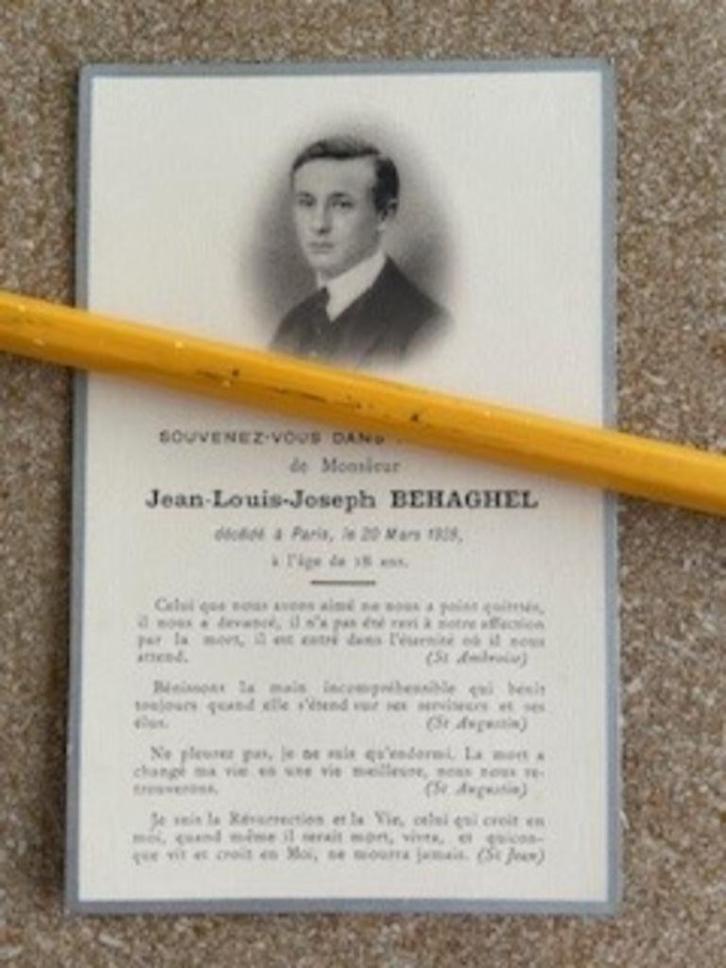 SOUVENEZ-VOUS DANS
de Monsieur
Jean-Louis-Joseph BEHAGHEL
décédé à Paris, le 20 Mars
à l'âge de 18 ans.
Celui que nous avons aimé ne nous a point quittés,
il nous a devancé, il n'a pas été ravi à notre affection
par la mort, il est entré dans l'éternité où il nous
attend. (St Ambroise)
Bénissons la main incompréhensible qui bénit
toujours quand elle s'étend sur ses serviteurs et ses
élus. (St Augustin)
Ne pleurez pas, je ne suis qu'endormi. La mort a
changé ma vie en une vie meilleure, nous nous re-
trouverons. (St Augustin)
Je suis la Résurrection et la Vie, celui qui croit en
moi, quand même il serait mort, vivra, et quicon-
que vit et croit en Moi, ne mourra jamais. (St Jean)